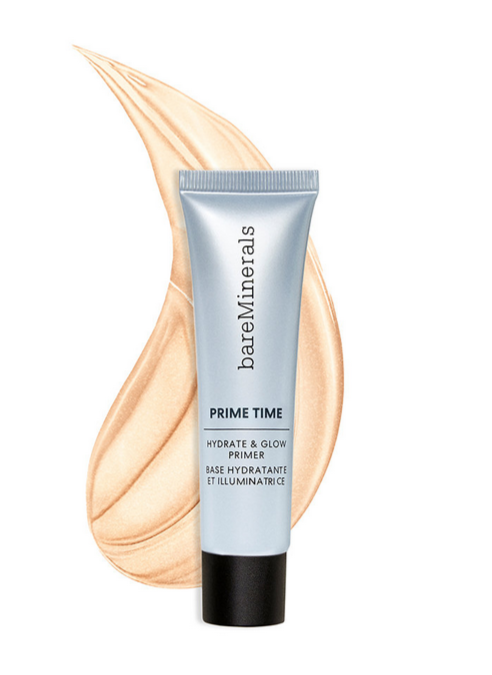 bareMinerals
PRIME TIME
HYDRATE & GLOW
PRIMER
BASE HYDRATANTE
ET ILLUMINATRICE